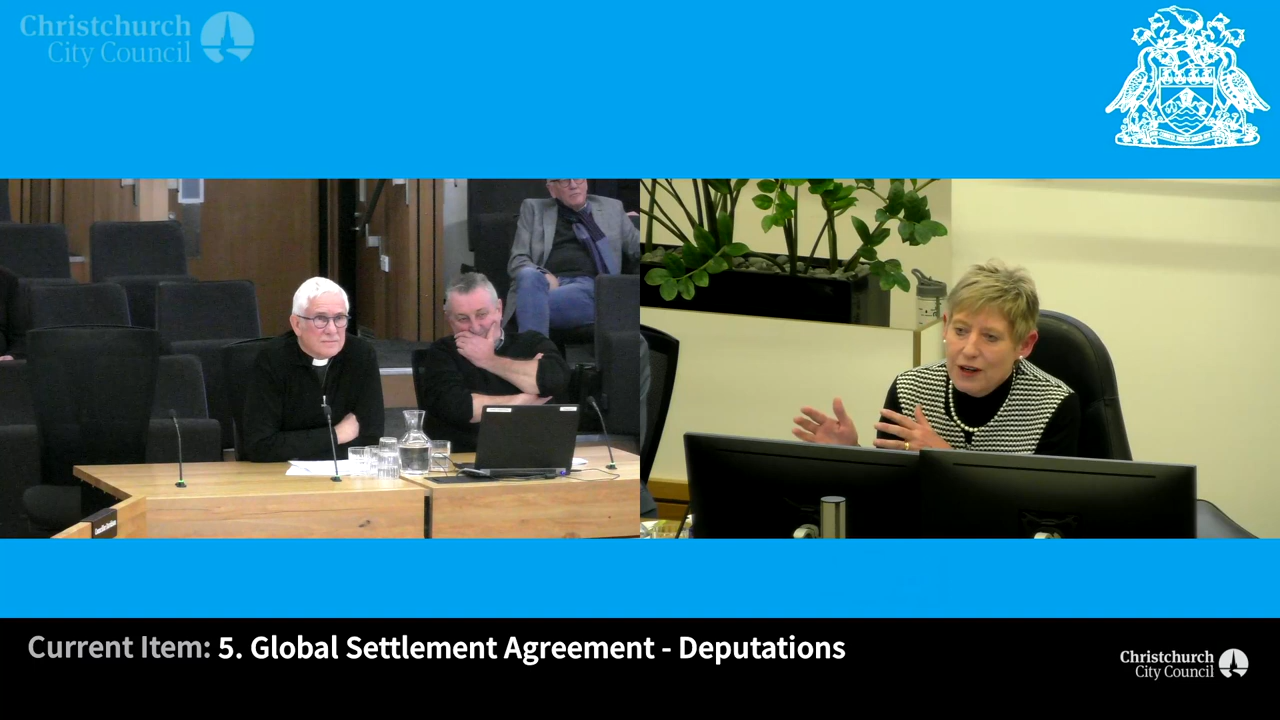 Christchurch
City Council
Current Item: 5. Global Settlement Agreement - Deputations
Christchurch
City Council